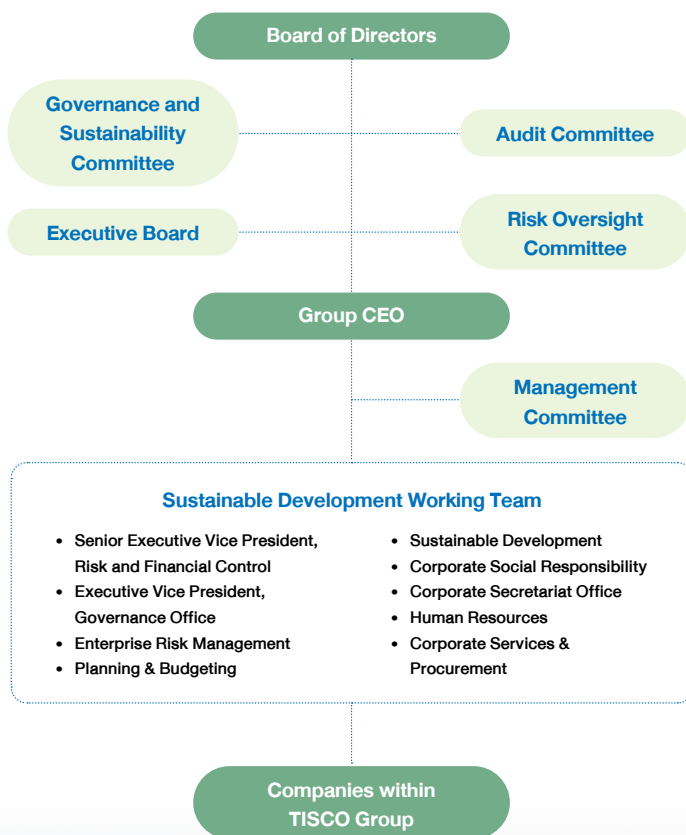 Board of Directors
Governance and
Sustainability
Committee
Audit Committee
Executive Board
Risk Oversight
Committee
Group CEO
Management
Committee
Sustainable Development Working Team
• Senior Executive Vice President,
Risk and Financial Control
• Executive Vice President,
Governance Office
• Enterprise Risk Management
• Planning & Budgeting
• Sustainable Development
• Corporate Social Responsibility
• Corporate Secretariat Office
• Human Resources
• Corporate Services &
Procurement
Companies within
TISCO Group